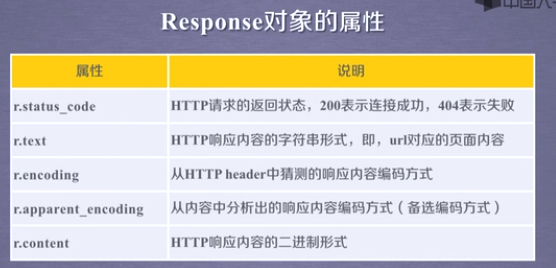 Response对象的属性
属性 说明
r.status_code HTTP请求的返回状态，200表示连接成功，404表示失败
r.text HTTP响应内容的字符串形式，即，url对应的页面内容
r.encoding 从HTTP header中猜测的响应内容编码方式
r.apparent_encoding 从内容中分析出的响应内容编码方式（备选编码方式）
r.content HTTP响应内容的二进制形式